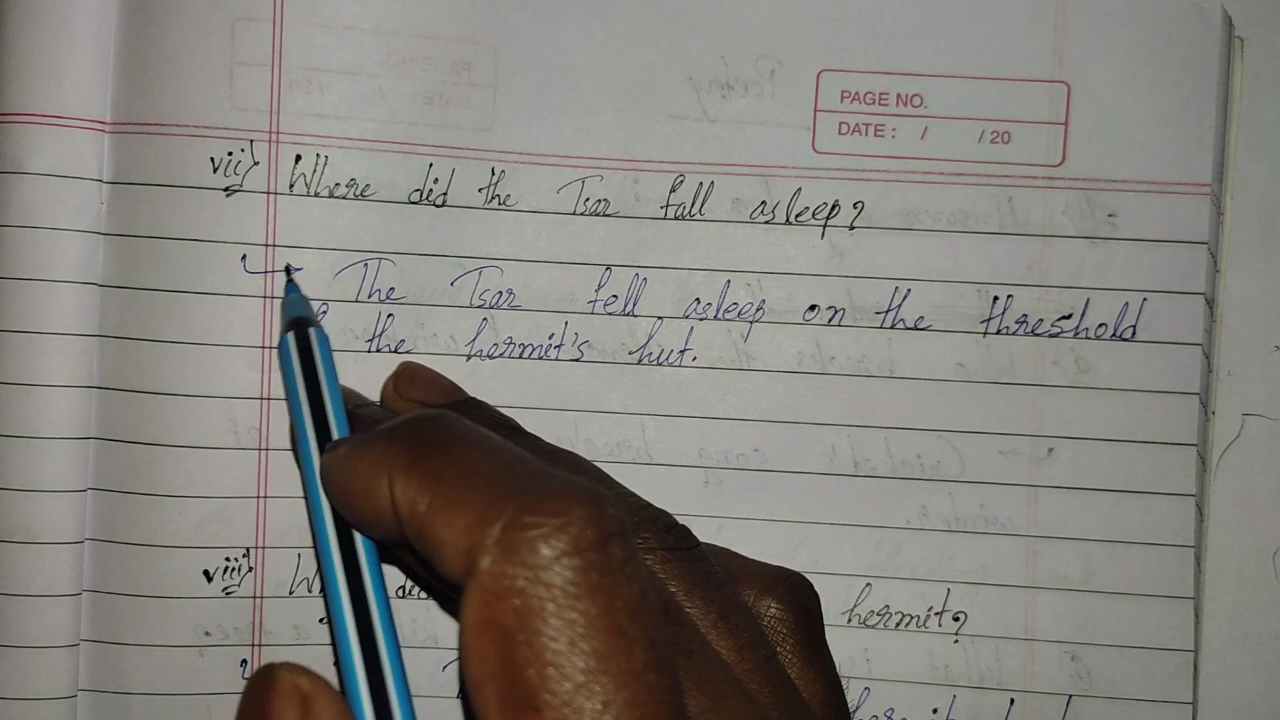 PAGE NO.
DATE : / / 20
vii) Where did the Tsar fall asleep?
The Tsar fell asleep on the threshold
the hermit's hut.
viii) hermit?